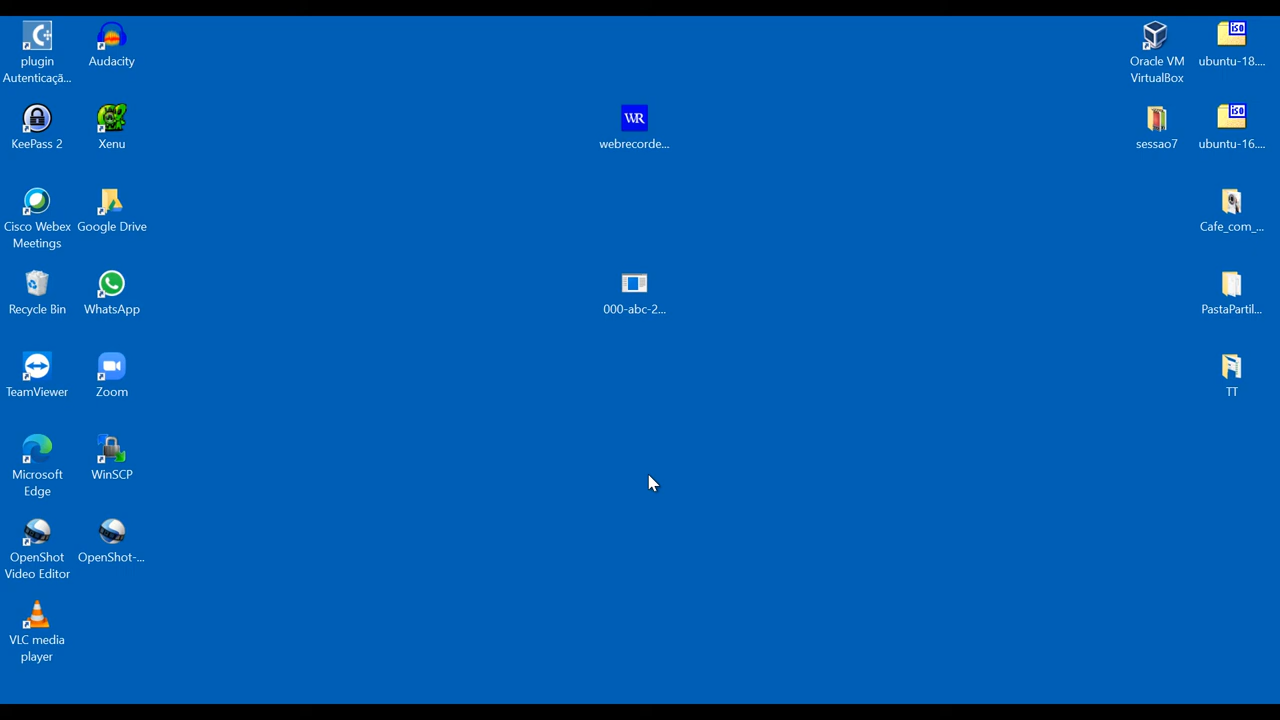 plugin
Autenticaçã...
Audacity
WR
webrecorde...
Oracle VM
VirtualBox
ISO
ubuntu-18....
KeePass 2
Xenu
sessao7
ISO
ubuntu-16....
Cisco Webex
Meetings
Google Drive
Cafe_com_...
Recycle Bin
WhatsApp
000-abc-2...
PastaPartil...
TeamViewer
Zoom
TT
Microsoft
Edge
WinSCP
OpenShot
Video Editor
OpenShot-...
VLC media
player